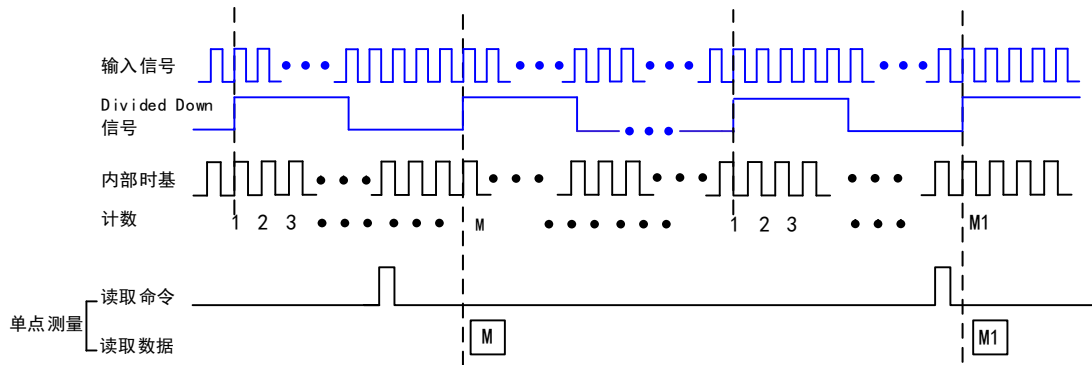 输入信号
Divided Down
信号
内部时基
计数
1 2 3 M 1 2 3 M1
读取命令
单点测量
M M1
读取数据